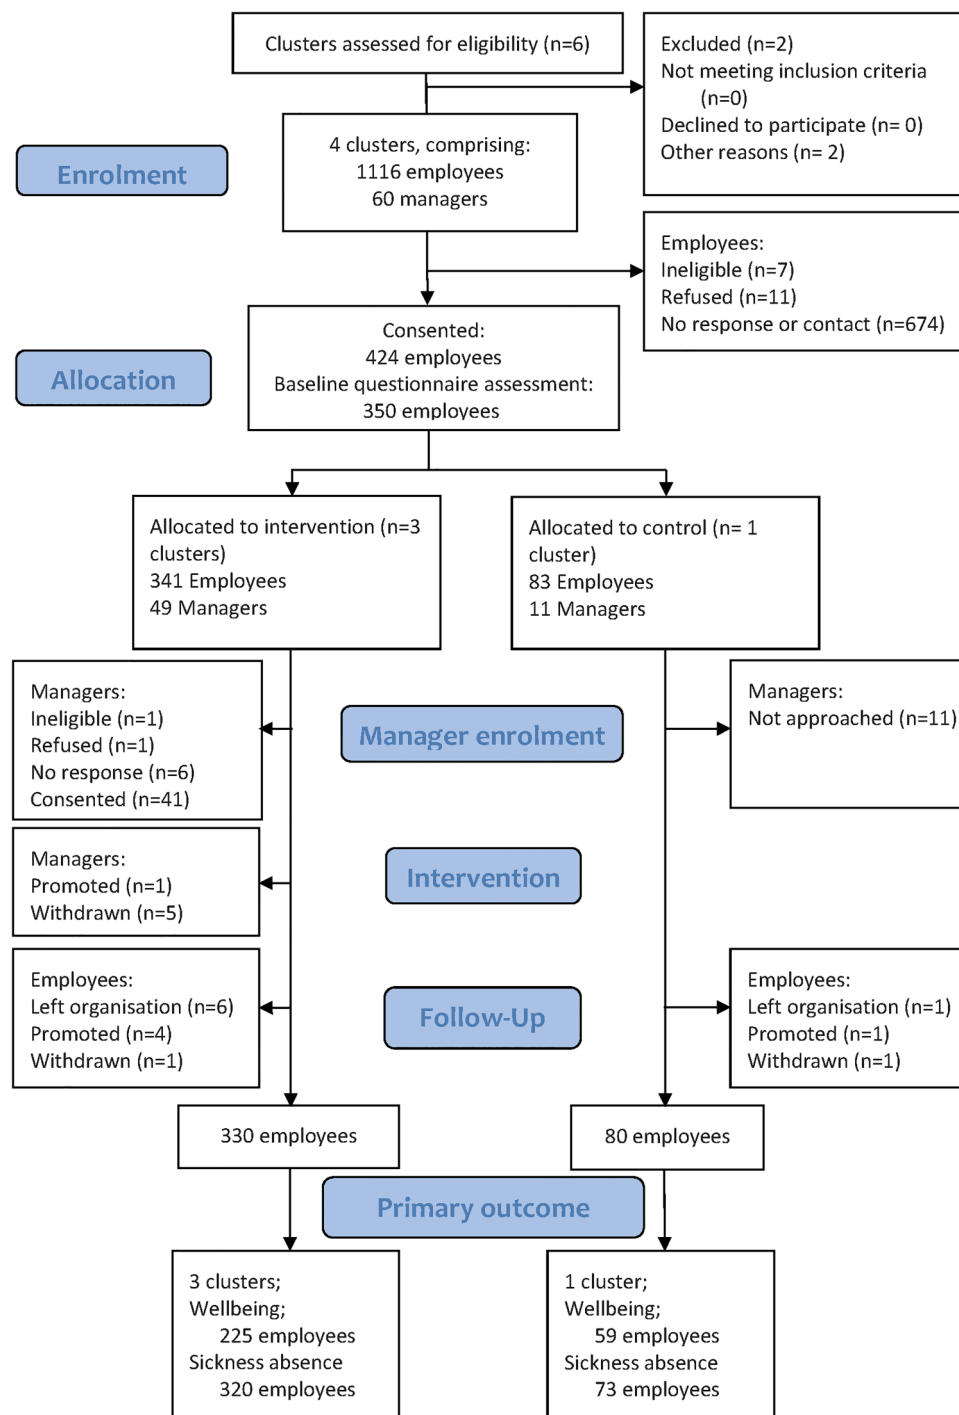 Clusters assessed for eligibility (n=6)
Excluded (n=2)
Not meeting inclusion criteria
(n=0)
Declined to participate (n= 0)
Other reasons (n= 2)
4 clusters, comprising:
1116 employees
60 managers
Enrolment
Employees:
Ineligible (n=7)
Refused (n=11)
No response or contact (n=674)
Consented:
424 employees
Baseline questionnaire assessment:
350 employees
Allocation
Allocated to intervention (n=3
clusters)
341 Employees
49 Managers
Allocated to control (n= 1
cluster)
83 Employees
11 Managers
Managers:
Ineligible (n=1)
Refused (n=1)
No response (n=6)
Consented (n=41)
Manager enrolment
Managers:
Not approached (n=11)
Managers:
Promoted (n=1)
Withdrawn (n=5)
Intervention
Employees:
Left organisation (n=6)
Promoted (n=4)
Withdrawn (n=1)
Follow-Up
Employees:
Left organisation (n=1)
Promoted (n=1)
Withdrawn (n=1)
330 employees
80 employees
Primary outcome
3 clusters;
Wellbeing;
225 employees
Sickness absence
320 employees
1 cluster;
Wellbeing;
59 employees
Sickness absence
73 employees